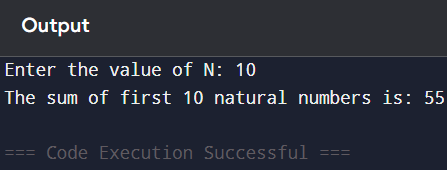 Output
Enter the value of N: 10
The sum of first 10 natural numbers is: 55
=== Code Execution Successful ===